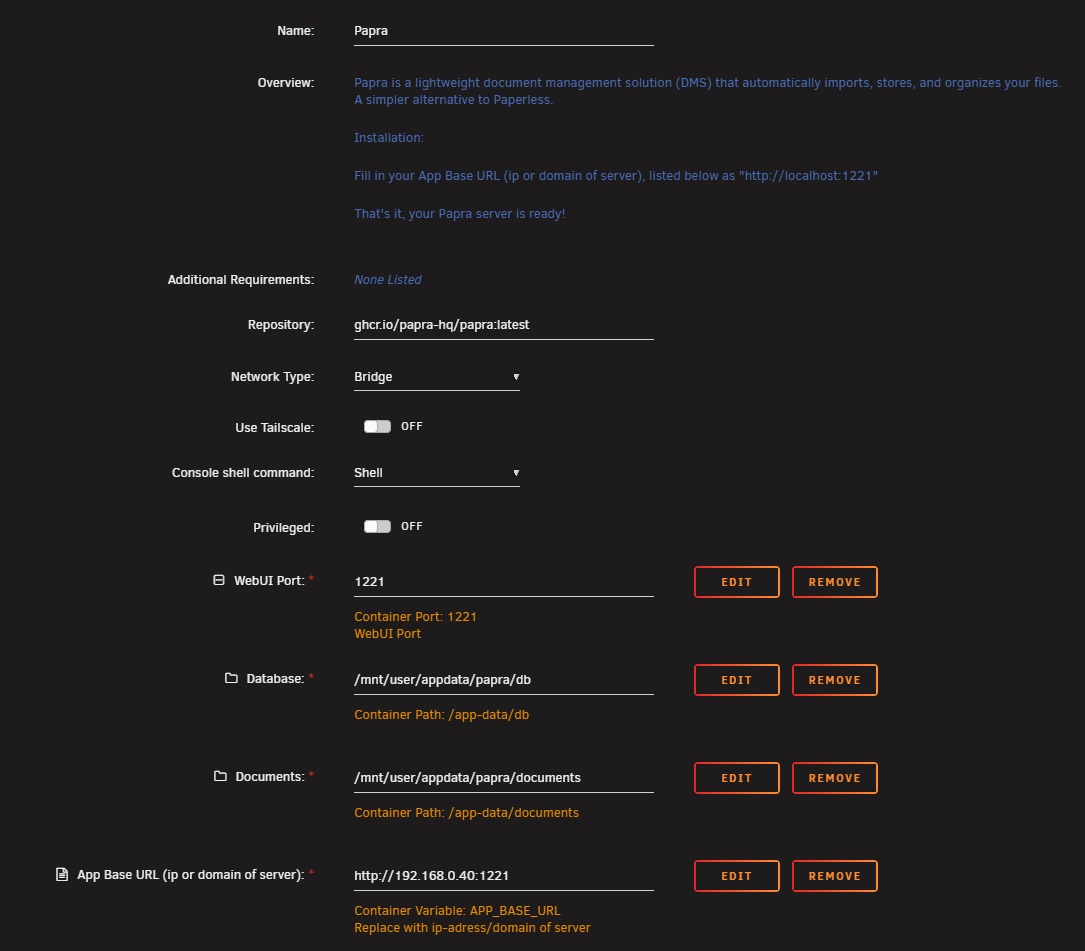 Name: Papra
Overview: Papra is a lightweight document management solution (DMS) that automatically imports, stores, and organizes your files.
A simpler alternative to Paperless.
Installation:
Fill in your App Base URL (ip or domain of server), listed below as "http://localhost:1221"
That's it, your Papra server is ready!
Additional Requirements: None Listed
Repository: ghcr.io/papra-hq/papra:latest
Network Type: Bridge
Use Tailscale: OFF
Console shell command: Shell
Privileged: OFF
WebUI Port: * 1221 EDIT REMOVE
Container Port: 1221
WebUI Port
Database: * /mnt/user/appdata/papra/db EDIT REMOVE
Container Path: /app-data/db
Documents: * /mnt/user/appdata/papra/documents EDIT REMOVE
Container Path: /app-data/documents
App Base URL (ip or domain of server): * http://192.168.0.40:1221 EDIT REMOVE
Container Variable: APP_BASE_URL
Replace with ip-adress/domain of server